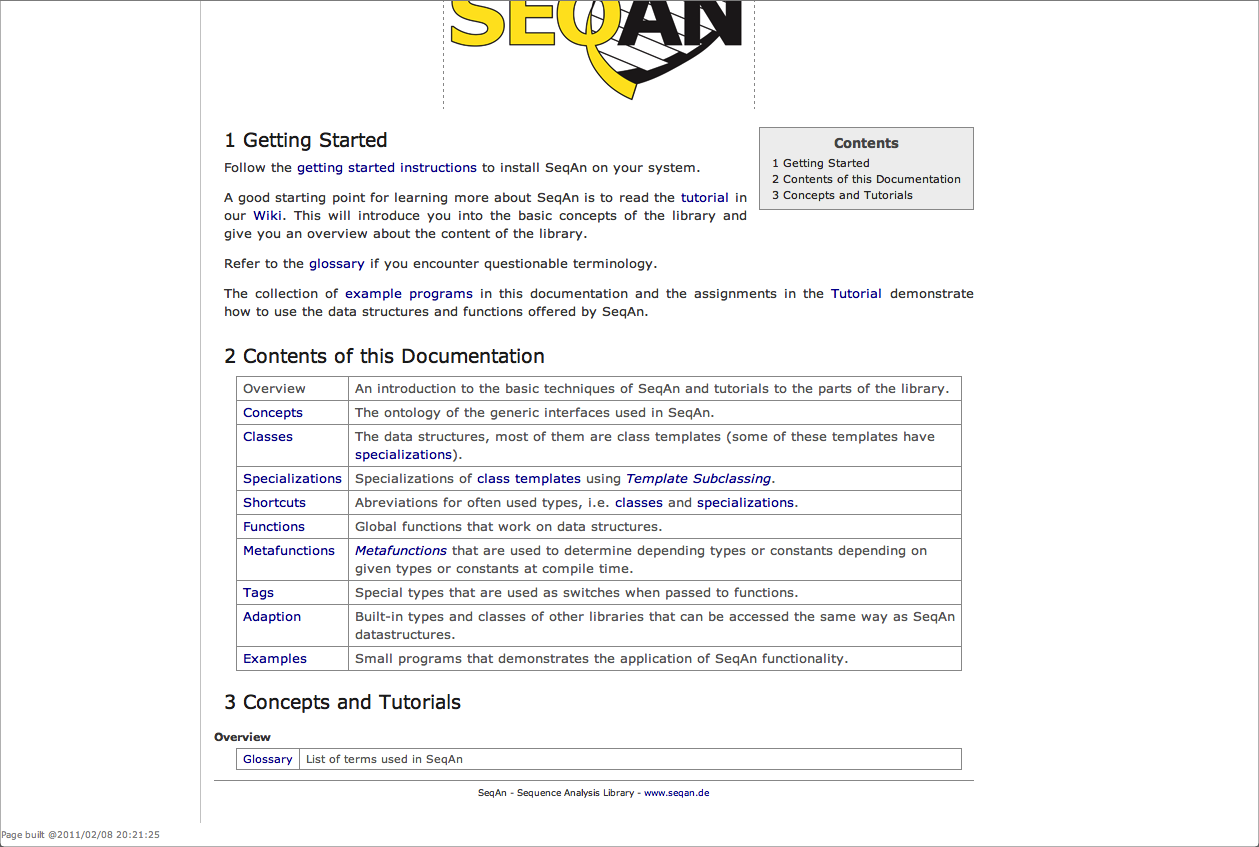 SEQAN
1 Getting Started
Follow the getting started instructions to install SeqAn on your system.
A good starting point for learning more about SeqAn is to read the tutorial in
our Wiki. This will introduce you into the basic concepts of the library and
give you an overview about the content of the library.
Refer to the glossary if you encounter questionable terminology.
The collection of example programs in this documentation and the assignments in the Tutorial demonstrate
how to use the data structures and functions offered by SeqAn.
Contents
1 Getting Started
2 Contents of this Documentation
3 Concepts and Tutorials
2 Contents of this Documentation
Overview An introduction to the basic techniques of SeqAn and tutorials to the parts of the library.
Concepts The ontology of the generic interfaces used in SeqAn.
Classes The data structures, most of them are class templates (some of these templates have
specializations).
Specializations Specializations of class templates using Template Subclassing.
Shortcuts Abreviations for often used types, i.e. classes and specializations.
Functions Global functions that work on data structures.
Metafunctions Metafunctions that are used to determine depending types or constants depending on
given types or constants at compile time.
Tags Special types that are used as switches when passed to functions.
Adaption Built-in types and classes of other libraries that can be accessed the same way as SeqAn
datastructures.
Examples Small programs that demonstrates the application of SeqAn functionality.
3 Concepts and Tutorials
Overview
Glossary List of terms used in SeqAn
SeqAn - Sequence Analysis Library - www.seqan.de
Page built @2011/02/08 20:21:25